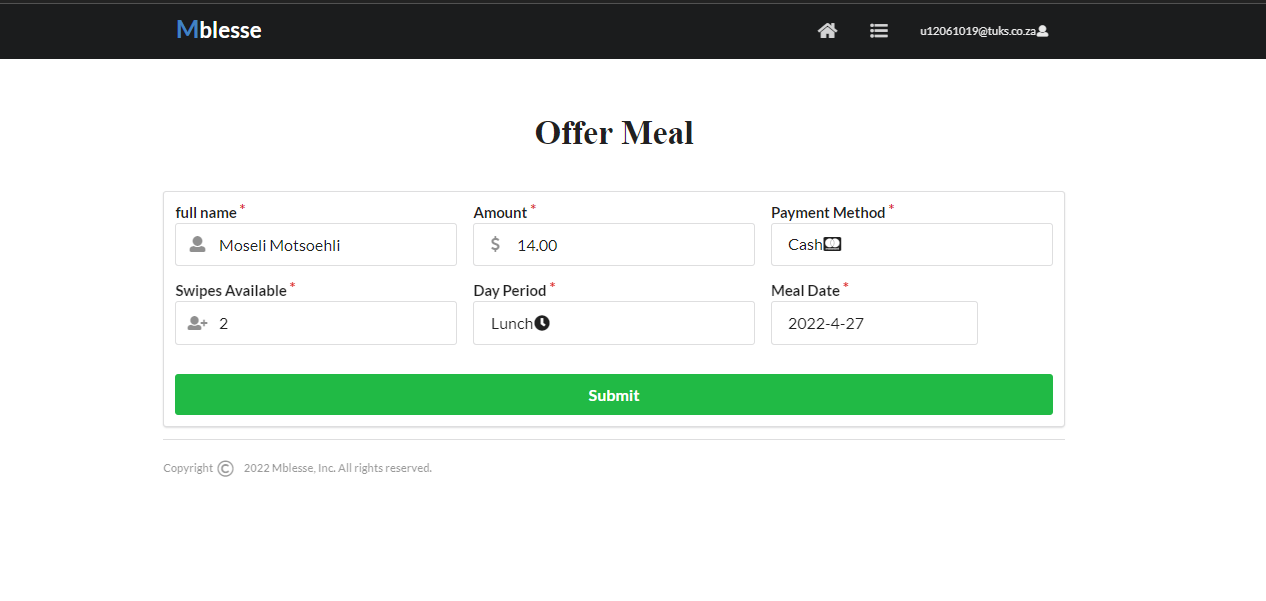 Mblesse
u12061019@tuks.co.za
Offer Meal
full name * Amount * Payment Method *
Moseli Motsoehli $ 14.00 Cash
Swipes Available * Day Period * Meal Date *
2 Lunch 2022-4-27
Submit
Copyright © 2022 Mblesse, Inc. All rights reserved.